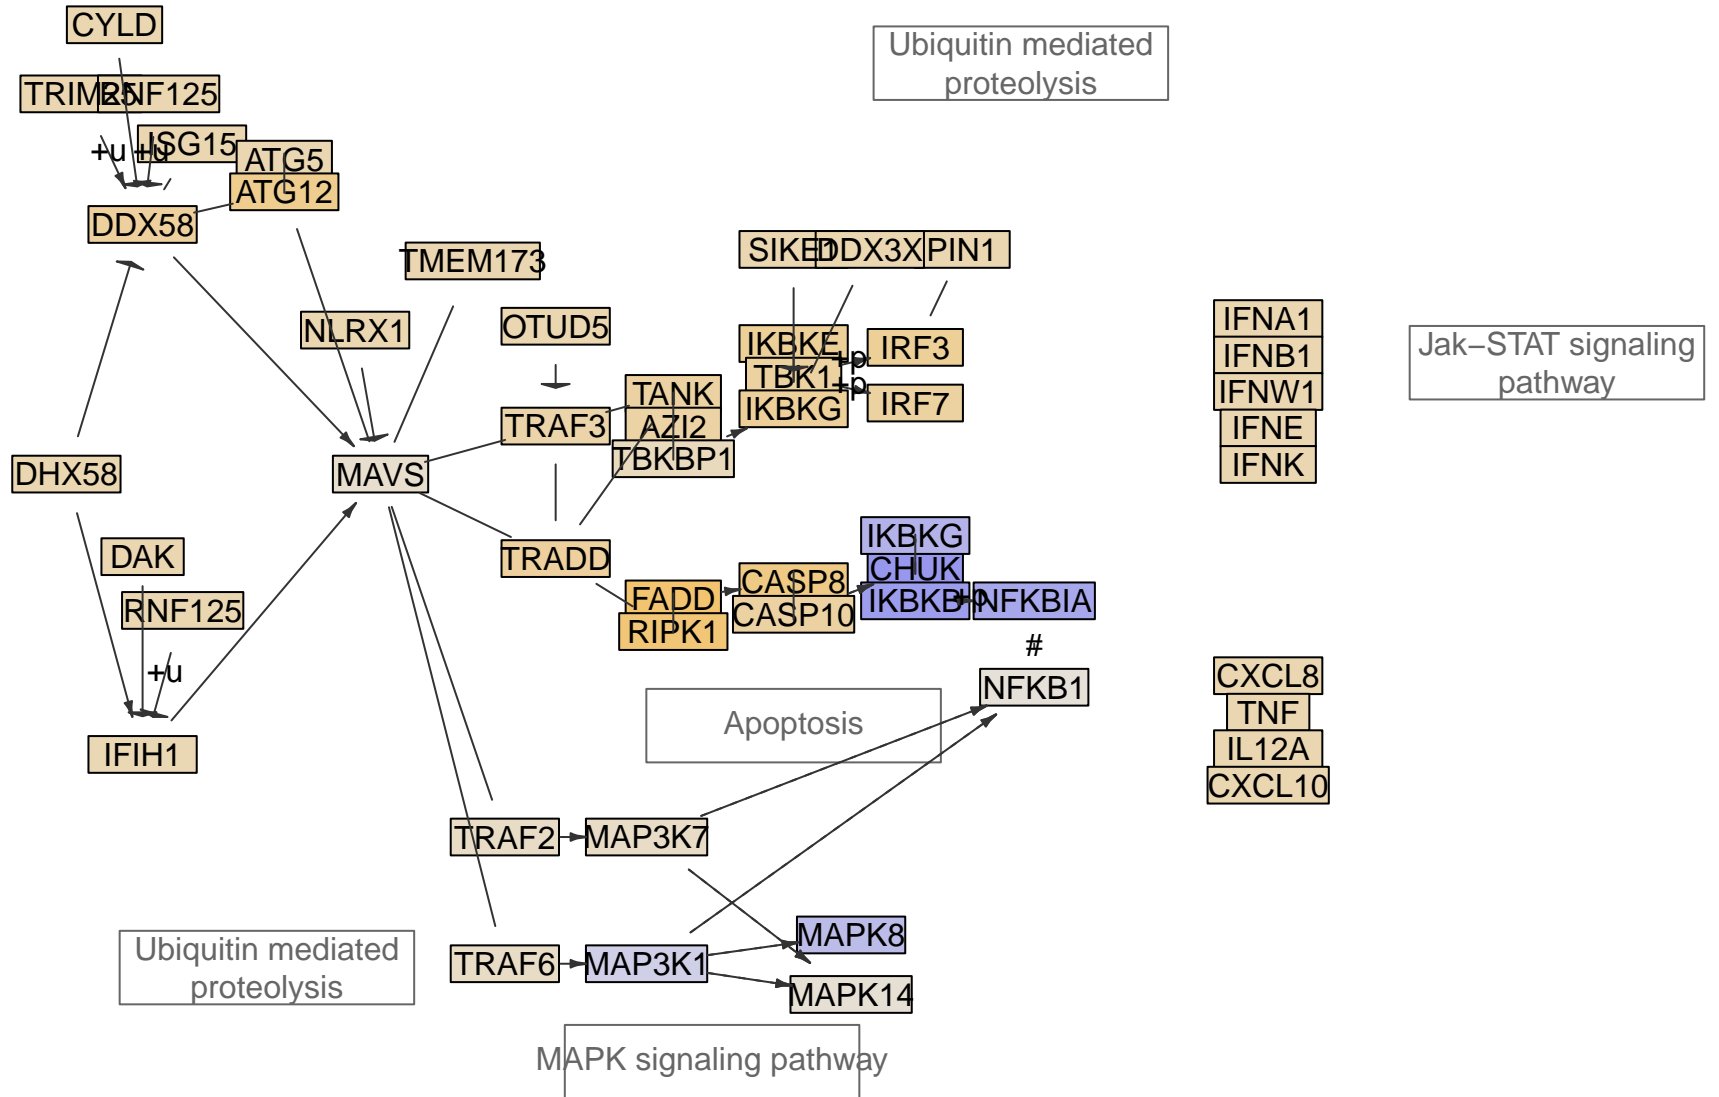 CYLD
Ubiquitin mediated
proteolysis
TRIM25
RNF125
ISG15
+u
+u
ATG5
ATG12
DDX58
TMEM173
SIKE1
DDX3X
PIN1
NLRX1
OTUD5
IKBKE
TBK1
IKBKG
+p
+p
IRF3
IRF7
IFNA1
IFNB1
IFNW1
IFNE
IFNK
Jak−STAT signaling
pathway
TANK
AZI2
TBKBP1
TRAF3
DHX58
MAVS
DAK
RNF125
+u
TRADD
FADD
RIPK1
CASP8
CASP10
IKBKG
CHUK
IKBKB
+p
NFKBIA
#
NFKB1
CXCL8
TNF
IL12A
CXCL10
Apoptosis
IFIH1
TRAF2
MAP3K7
MAPK8
TRAF6
MAP3K1
MAPK14
Ubiquitin mediated
proteolysis
MAPK signaling pathway